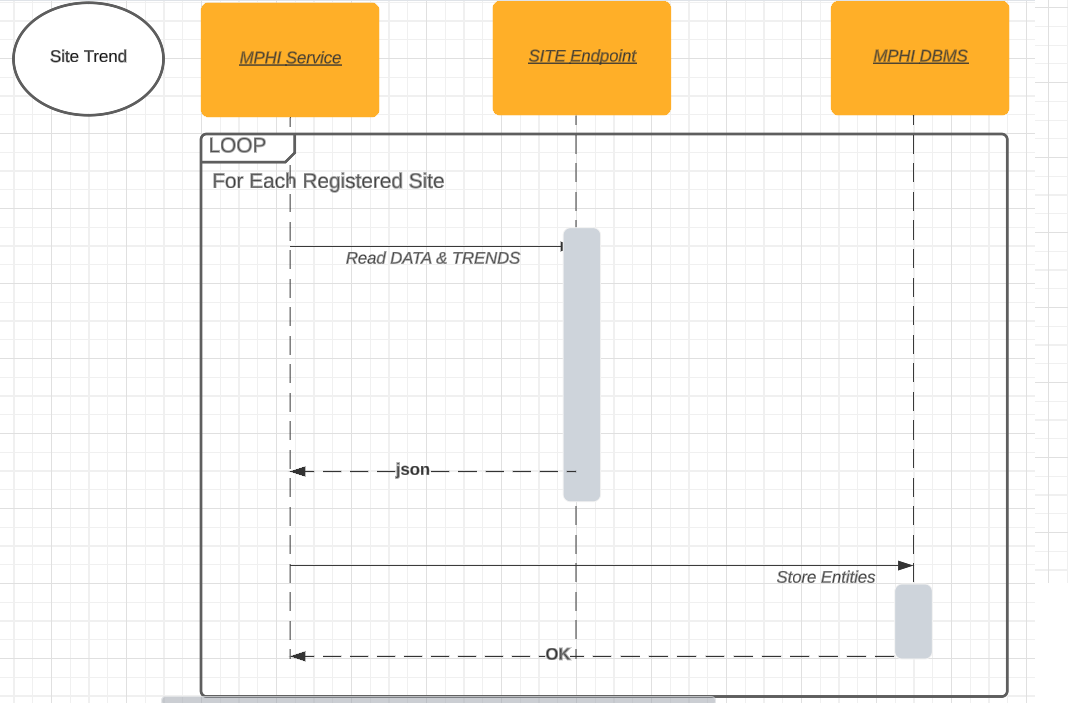 Site Trend
MPHI Service
SITE Endpoint
MPHI DBMS
LOOP
For Each Registered Site
Read DATA & TRENDS
json
Store Entities
OK